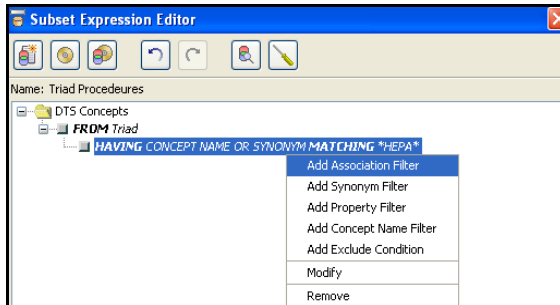 Subset Expression Editor
Name: Triad Procedeures
DTS Concepts
FROM Triad
HAVING CONCEPT NAME OR SYNONYM MATCHING *HEPA*
Add Association Filter
Add Synonym Filter
Add Property Filter
Add Concept Name Filter
Add Exclude Condition
Modify
Remove